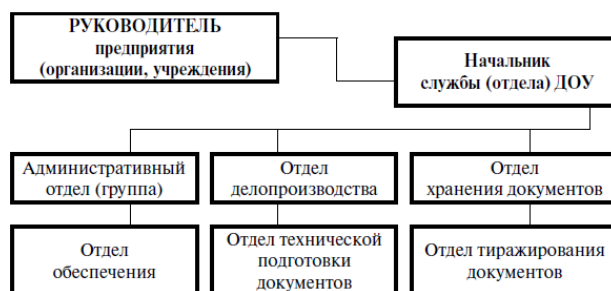 РУКОВОДИТЕЛЬ
предприятия
(организации, учреждения)
Начальник
службы (отдела) ДОУ
Административный
отдел (группа)
Отдел
делопроизводства
Отдел
хранения документов
Отдел
обеспечения
Отдел технической
подготовки
документов
Отдел тиражирования
документов